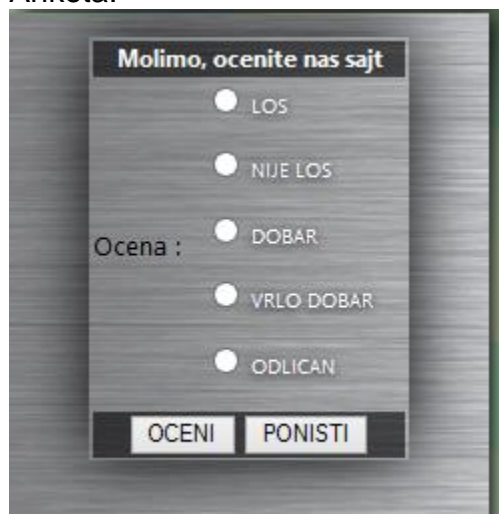 Anketa:
Molimo, ocenite nas sajt
LOS
NIJE LOS
Ocena :
DOBAR
VRLO DOBAR
ODLICAN
OCENI PONISTI